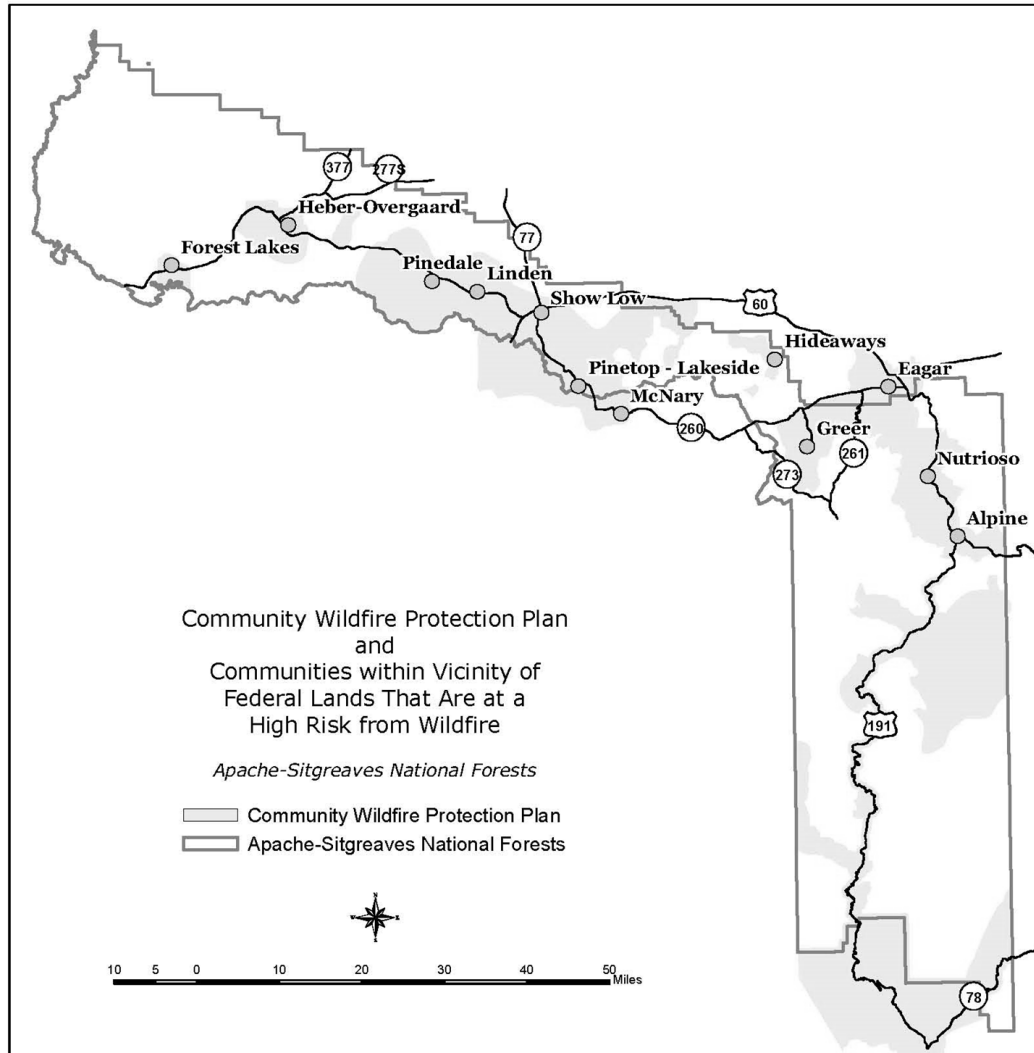 377
277S
Heber-Overgaard
77
Forest Lakes
Pinedale
Linden
Show Low
60
Hideaways
Pinetop - Lakeside
Eagar
McNary
260
Greer
261
273
Nutrioso
Alpine
Community Wildfire Protection Plan
and
Communities within Vicinity of
Federal Lands That Are at a
High Risk from Wildfire
191
Apache-Sitgreaves National Forests
Community Wildfire Protection Plan
Apache-Sitgreaves National Forests
N
W E
S
10 5 0 10 20 30 40 50
Miles
78